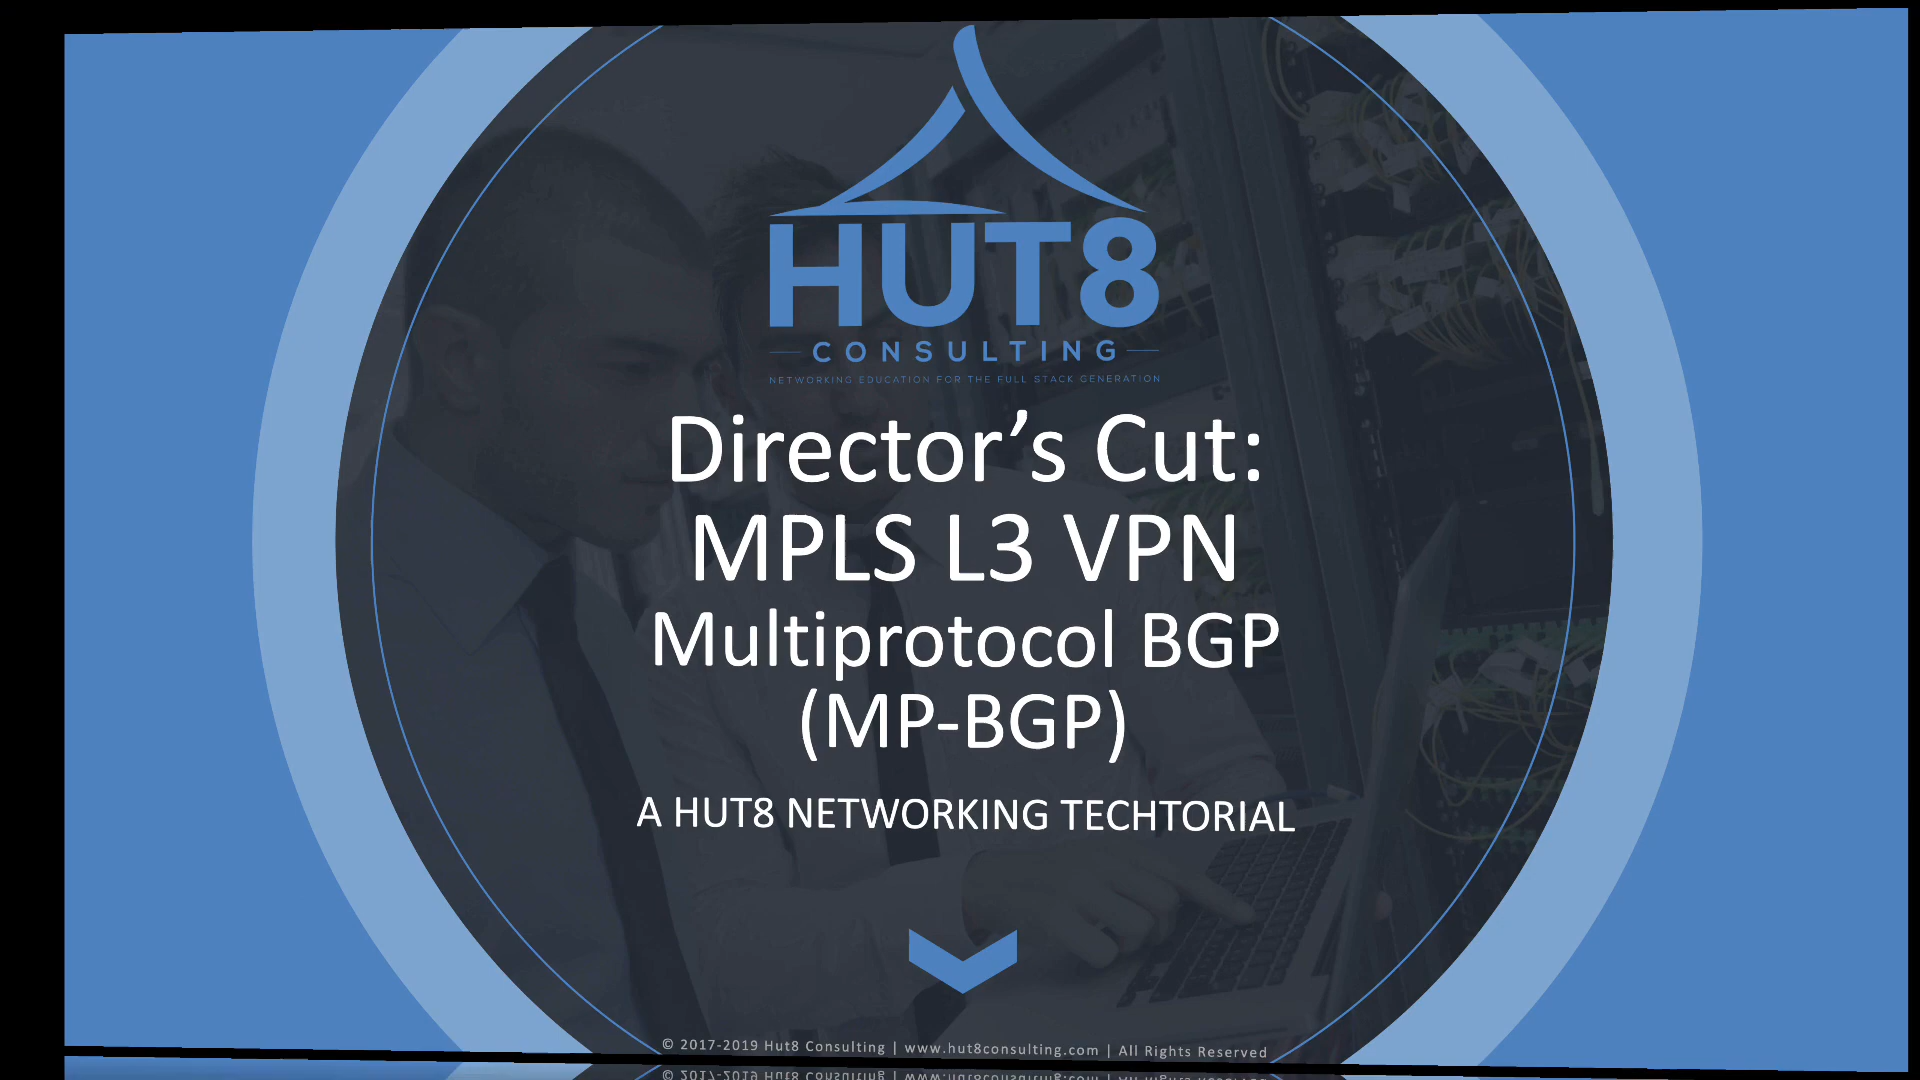 HUT8
CONSULTING
NETWORKING EDUCATION FOR THE FULL STACK GENERATION
Director’s Cut:
MPLS L3 VPN
Multiprotocol BGP
(MP-BGP)
A HUT8 NETWORKING TECHTORIAL
© 2017-2019 Hut8 Consulting | www.hut8consulting.com | All Rights Reserved